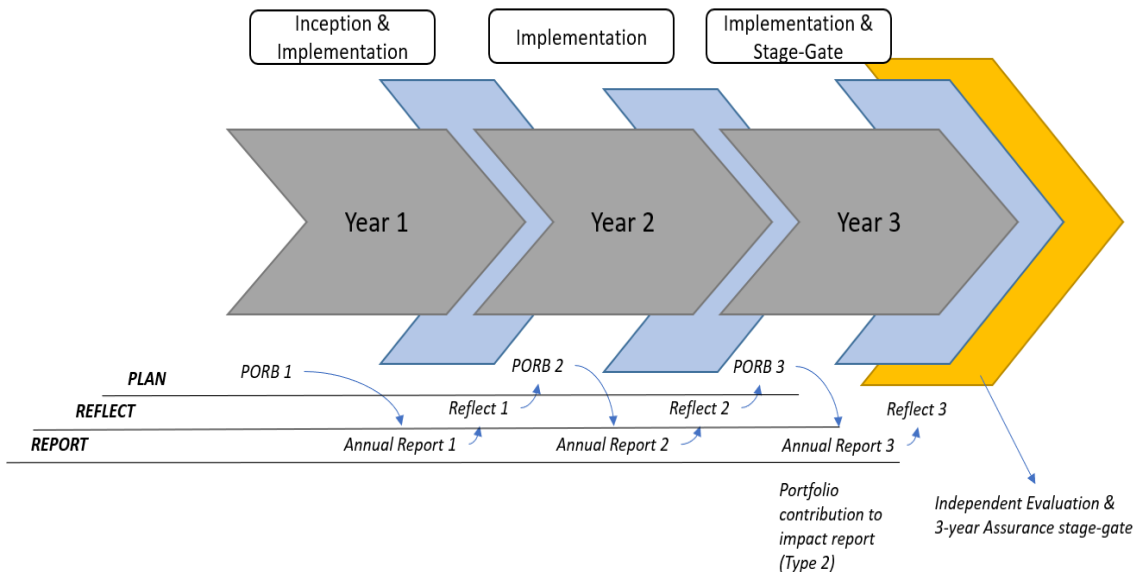 Inception &
Implementation
Implementation
Implementation &
Stage-Gate
Year 1
Year 2
Year 3
PLAN
PORB 1
PORB 2
PORB 3
REFLECT
Reflect 1
Reflect 2
Reflect 3
REPORT
Annual Report 1
Annual Report 2
Annual Report 3
Portfolio
contribution to
impact report
(Type 2)
Independent Evaluation &
3-year Assurance stage-gate